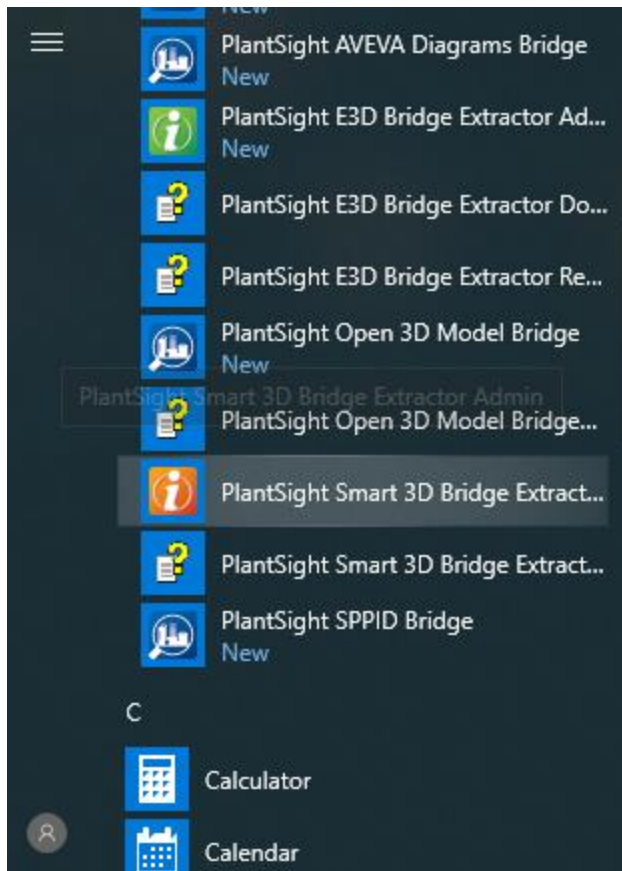 New
PlantSight AVEVA Diagrams Bridge
New
PlantSight E3D Bridge Extractor Ad...
New
PlantSight E3D Bridge Extractor Do...
PlantSight E3D Bridge Extractor Re...
PlantSight Open 3D Model Bridge
New
PlantSight Smart 3D Bridge Extractor Admin
PlantSight Open 3D Model Bridge...
PlantSight Smart 3D Bridge Extract...
PlantSight Smart 3D Bridge Extract...
PlantSight SPPID Bridge
New
C
Calculator
Calendar